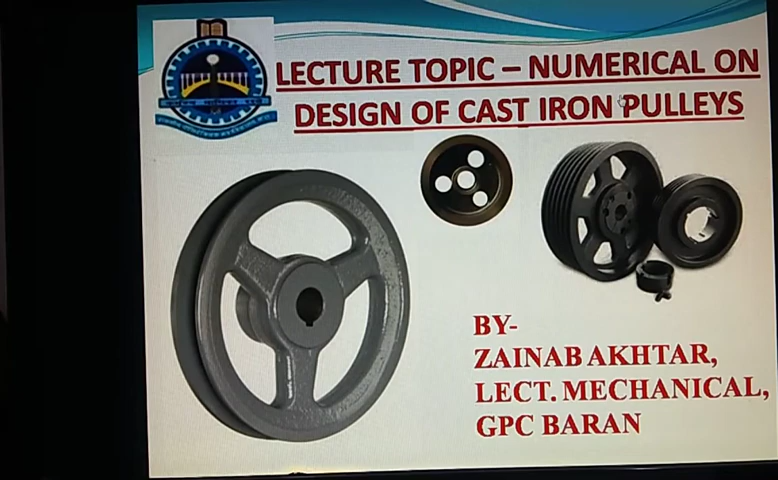 LECTURE TOPIC – NUMERICAL ON
DESIGN OF CAST IRON PULLEYS
BY-
ZAINAB AKHTAR,
LECT. MECHANICAL,
GPC BARAN